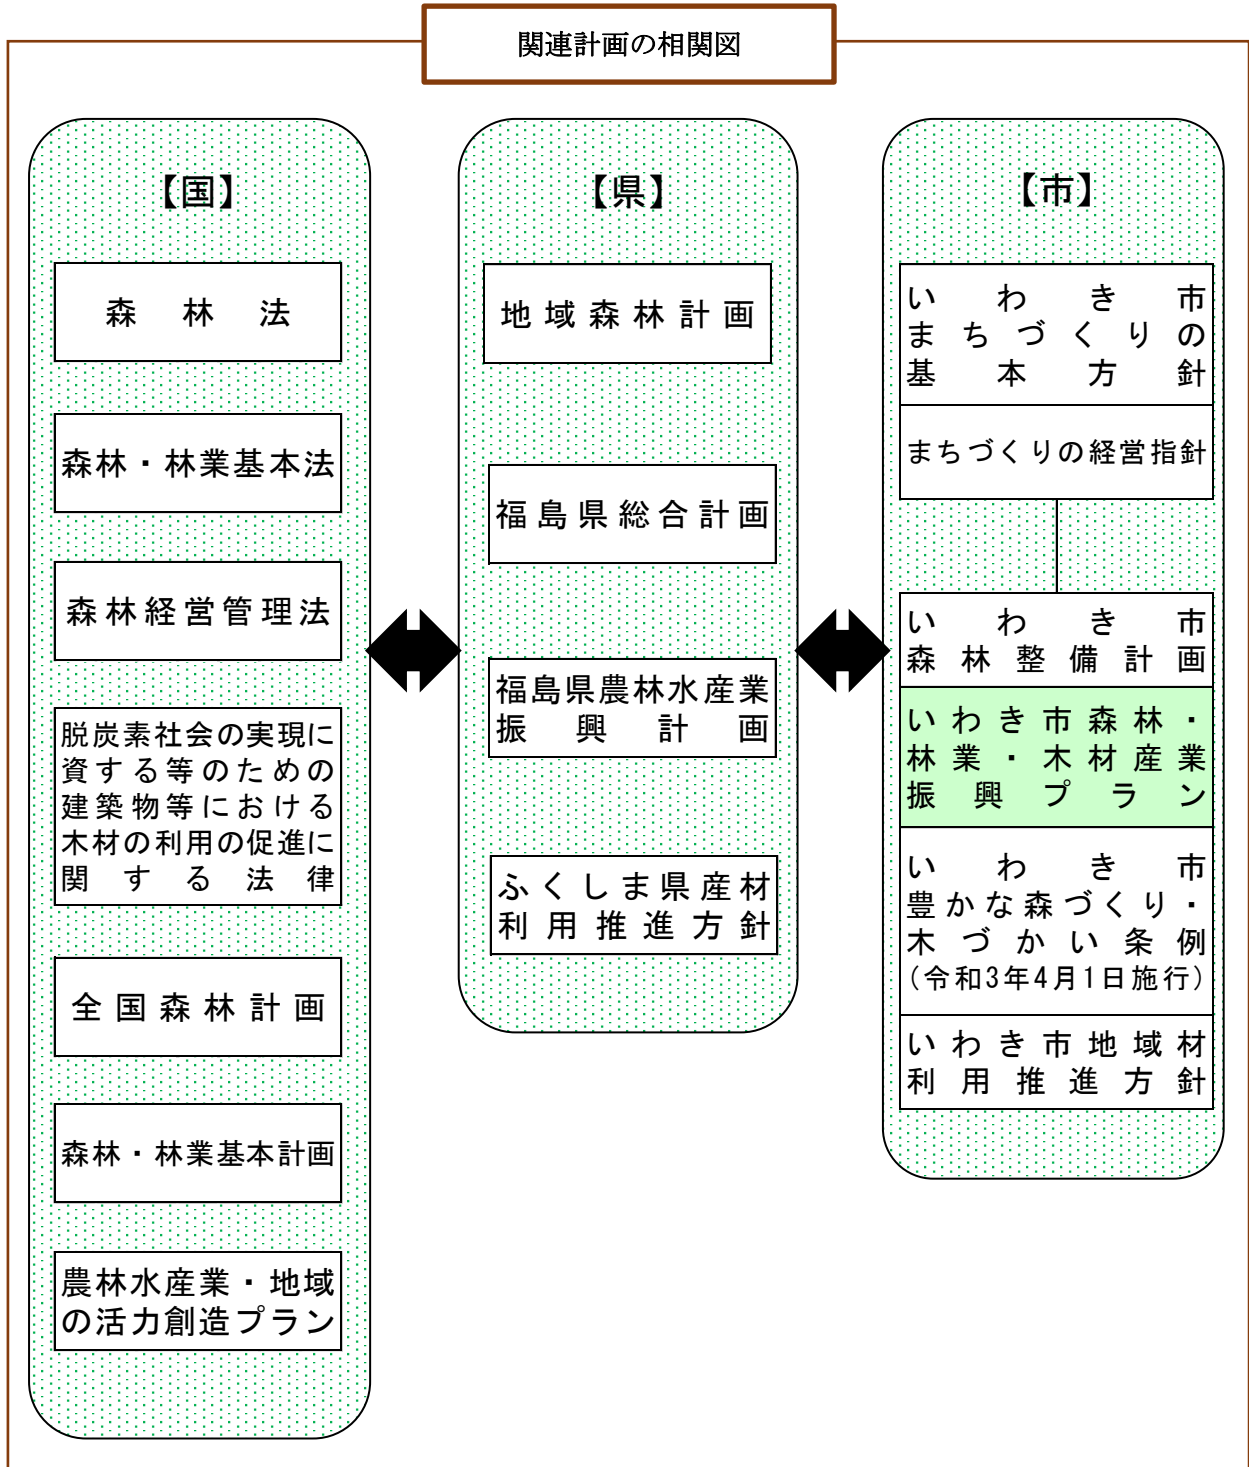 関連計画の相関図
【国】
森林法
森林・林業基本法
森林経営管理法
脱炭素社会の実現に
資する等のための
建築物等における
木材の利用の促進に
関する法律
全国森林計画
森林・林業基本計画
農林水産業・地域
の活力創造プラン
【県】
地域森林計画
福島県総合計画
福島県農林水産業
振興計画
ふくしま県産材
利用推進方針
【市】
いわき市
まちづくりの
基本方針
まちづくりの経営指針
いわき市
森林整備計画
いわき市森林・
林業・木材産業
振興プラン
いわき市
豊かな森づくり・
木づかい条例
(令和3年4月1日施行)
いわき市地域材
利用推進方針